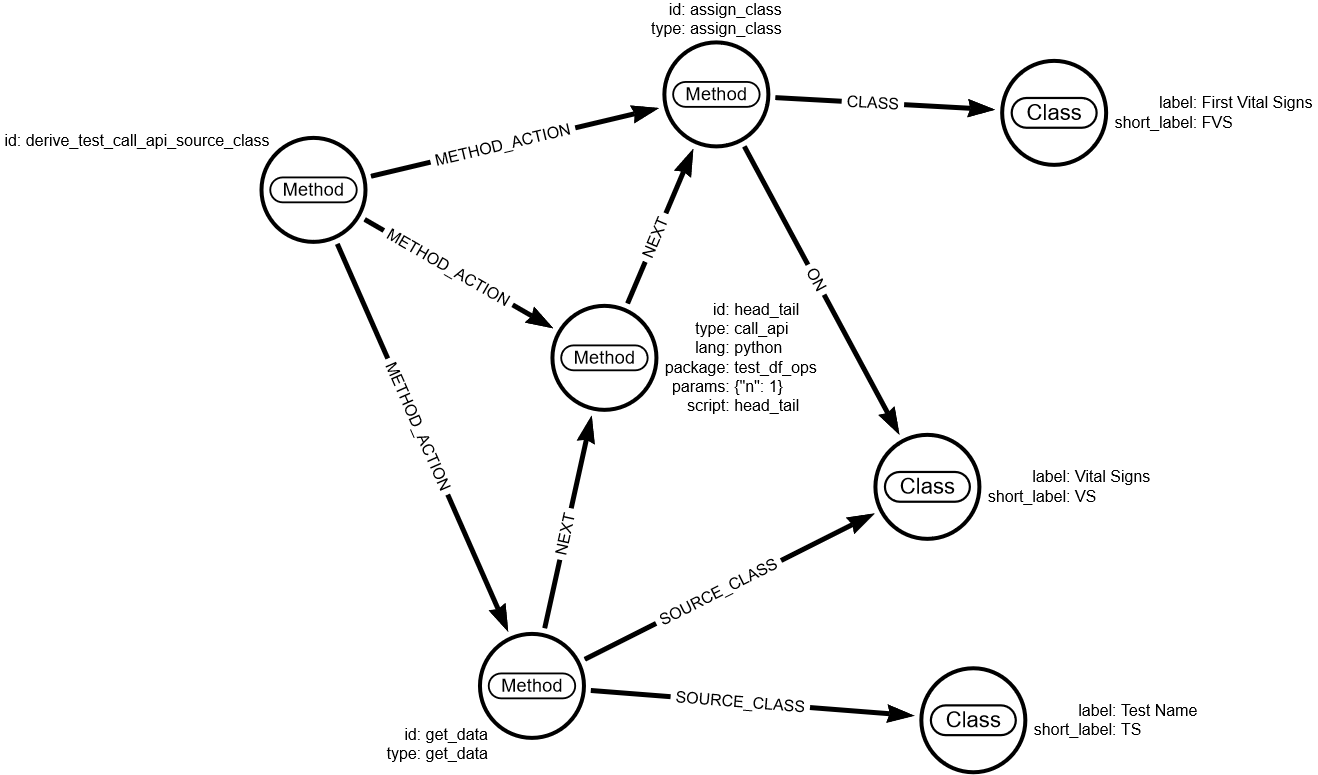 id: assign_class
type: assign_class
Method
CLASS
Class
label: First Vital Signs
short_label: FVS
id: derive_test_call_api_source_class
Method
METHOD_ACTION
METHOD_ACTION
METHOD_ACTION
NEXT
ON
Method
id: head_tail
type: call_api
lang: python
package: test_df_ops
params: {"n": 1}
script: head_tail
Class
label: Vital Signs
short_label: VS
NEXT
SOURCE_CLASS
Method
id: get_data
type: get_data
SOURCE_CLASS
Class
label: Test Name
short_label: TS